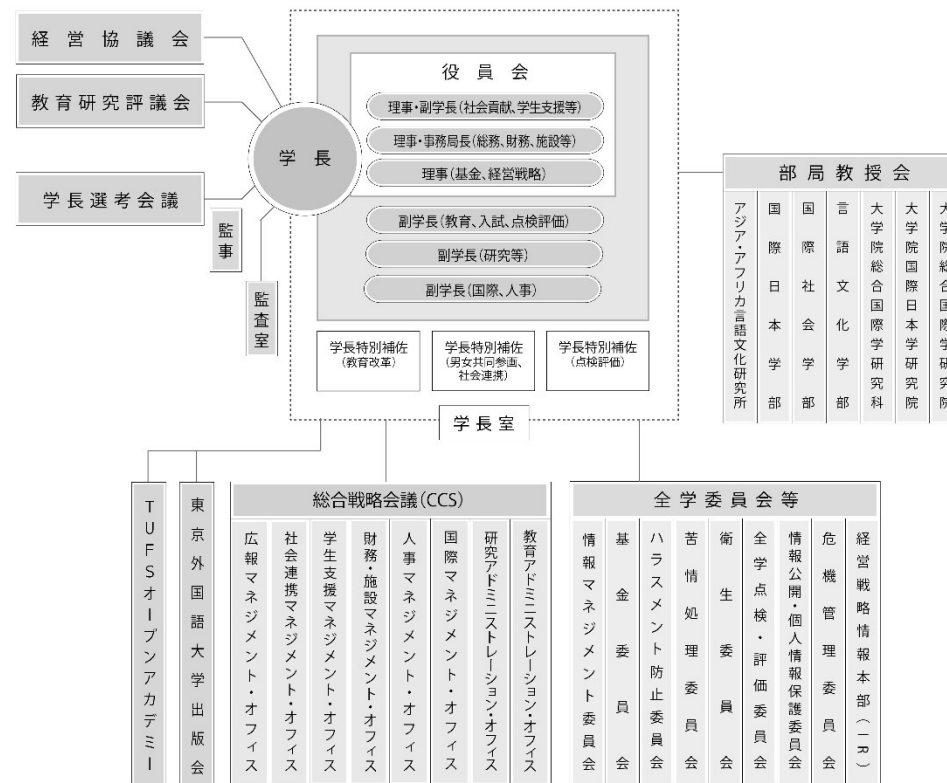 経営協議会
教育研究評議会
学長選考会議
学長
監事
監査室
役員会
理事・副学長(社会貢献、学生支援等)
理事・事務局長(総務、財務、施設等)
理事(基金、経営戦略)
副学長(教育、入試、点検評価)
副学長(研究等)
副学長(国際、人事)
学長特別補佐
(教育改革)
学長特別補佐
(男女共同参画、
社会連携)
学長特別補佐
(点検評価)
学長室
部局教授会
アジア・アフリカ言語文化研究所
国際日本学部
国際社会学部
言語文化学部
大学院総合国際学研究科
大学院国際日本学研究院
大学院総合国際学研究院
TUFSオープンアカデミー
東京外国語大学出版会
総合戦略会議(CCS)
広報マネジメント・オフィス
社会連携マネジメント・オフィス
学生支援マネジメント・オフィス
財務・施設マネジメント・オフィス
人事マネジメント・オフィス
国際マネジメント・オフィス
研究アドミニストレーション・オフィス
教育アドミニストレーション・オフィス
全学委員会等
情報マネジメント委員会
基金委員会
ハラスメント防止委員会
苦情処理委員会
衛生委員会
全学点検・評価委員会
情報公開・個人情報保護委員会
危機管理委員会
経営戦略情報本部(IR)